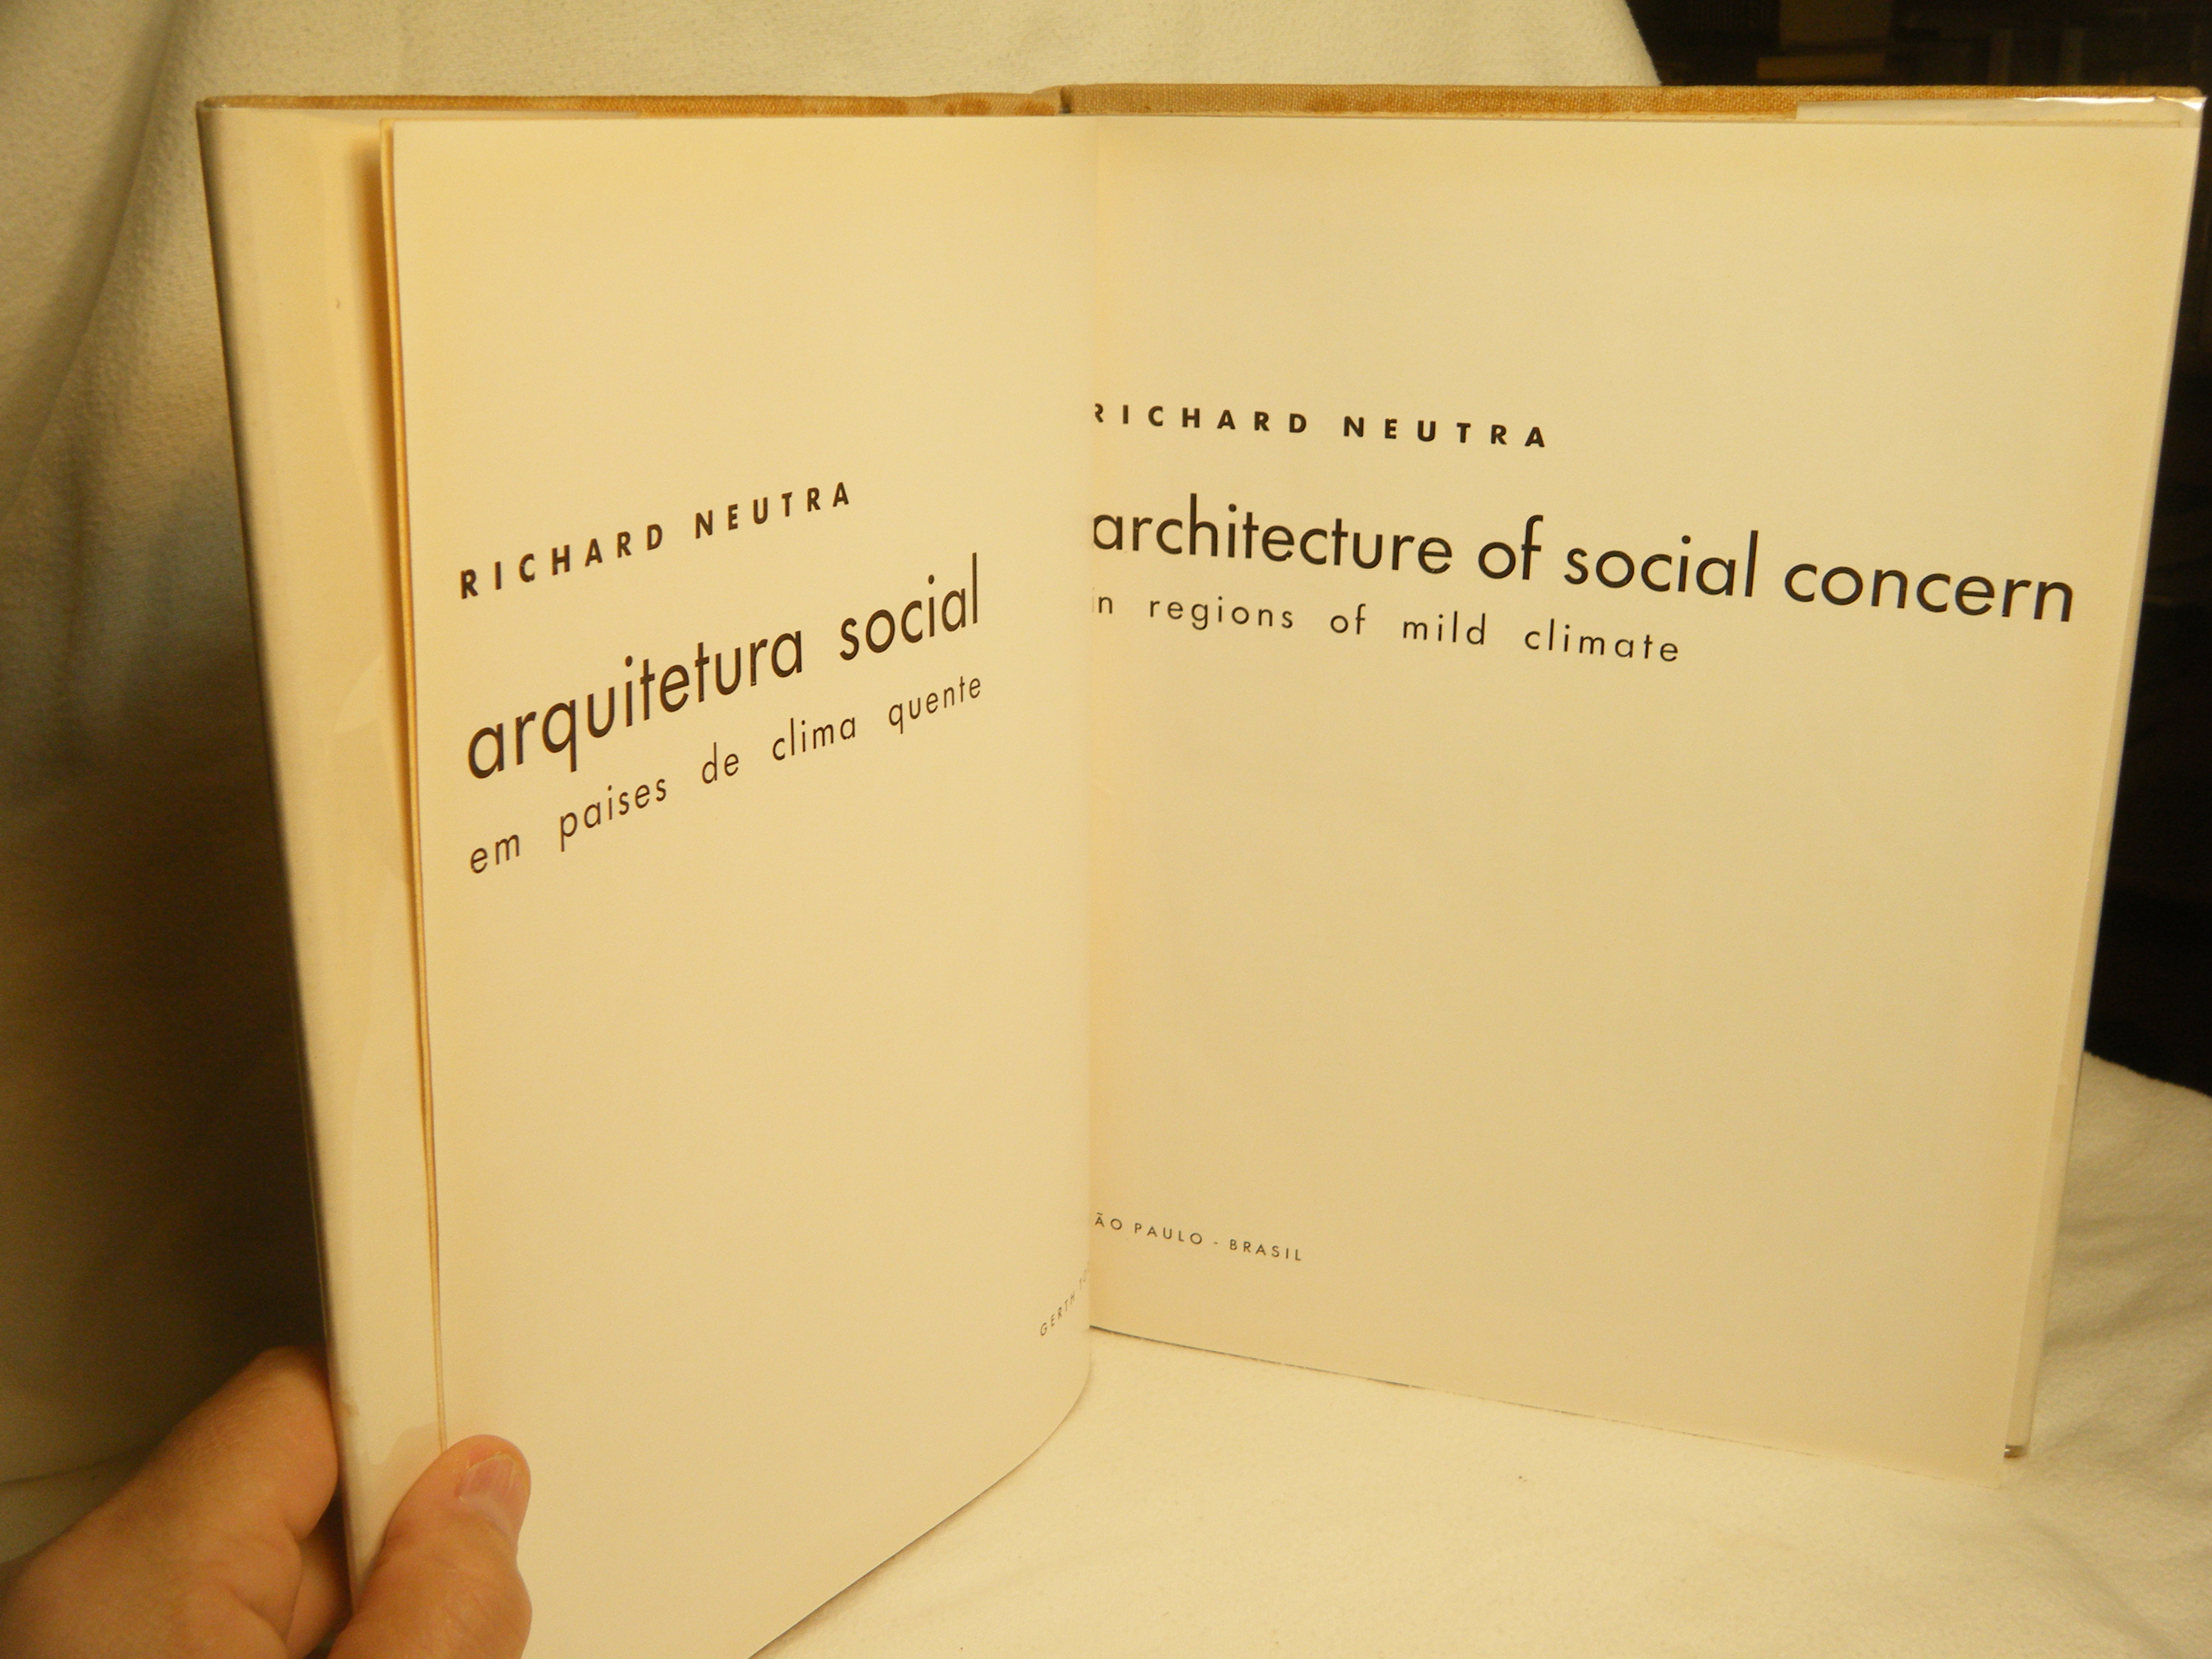 RICHARD NEUTRA
arquitetura social
em paises de clima quente
GERTH
RICHARD NEUTRA
architecture of social concern
in regions of mild climate
ÃO PAULO - BRASIL